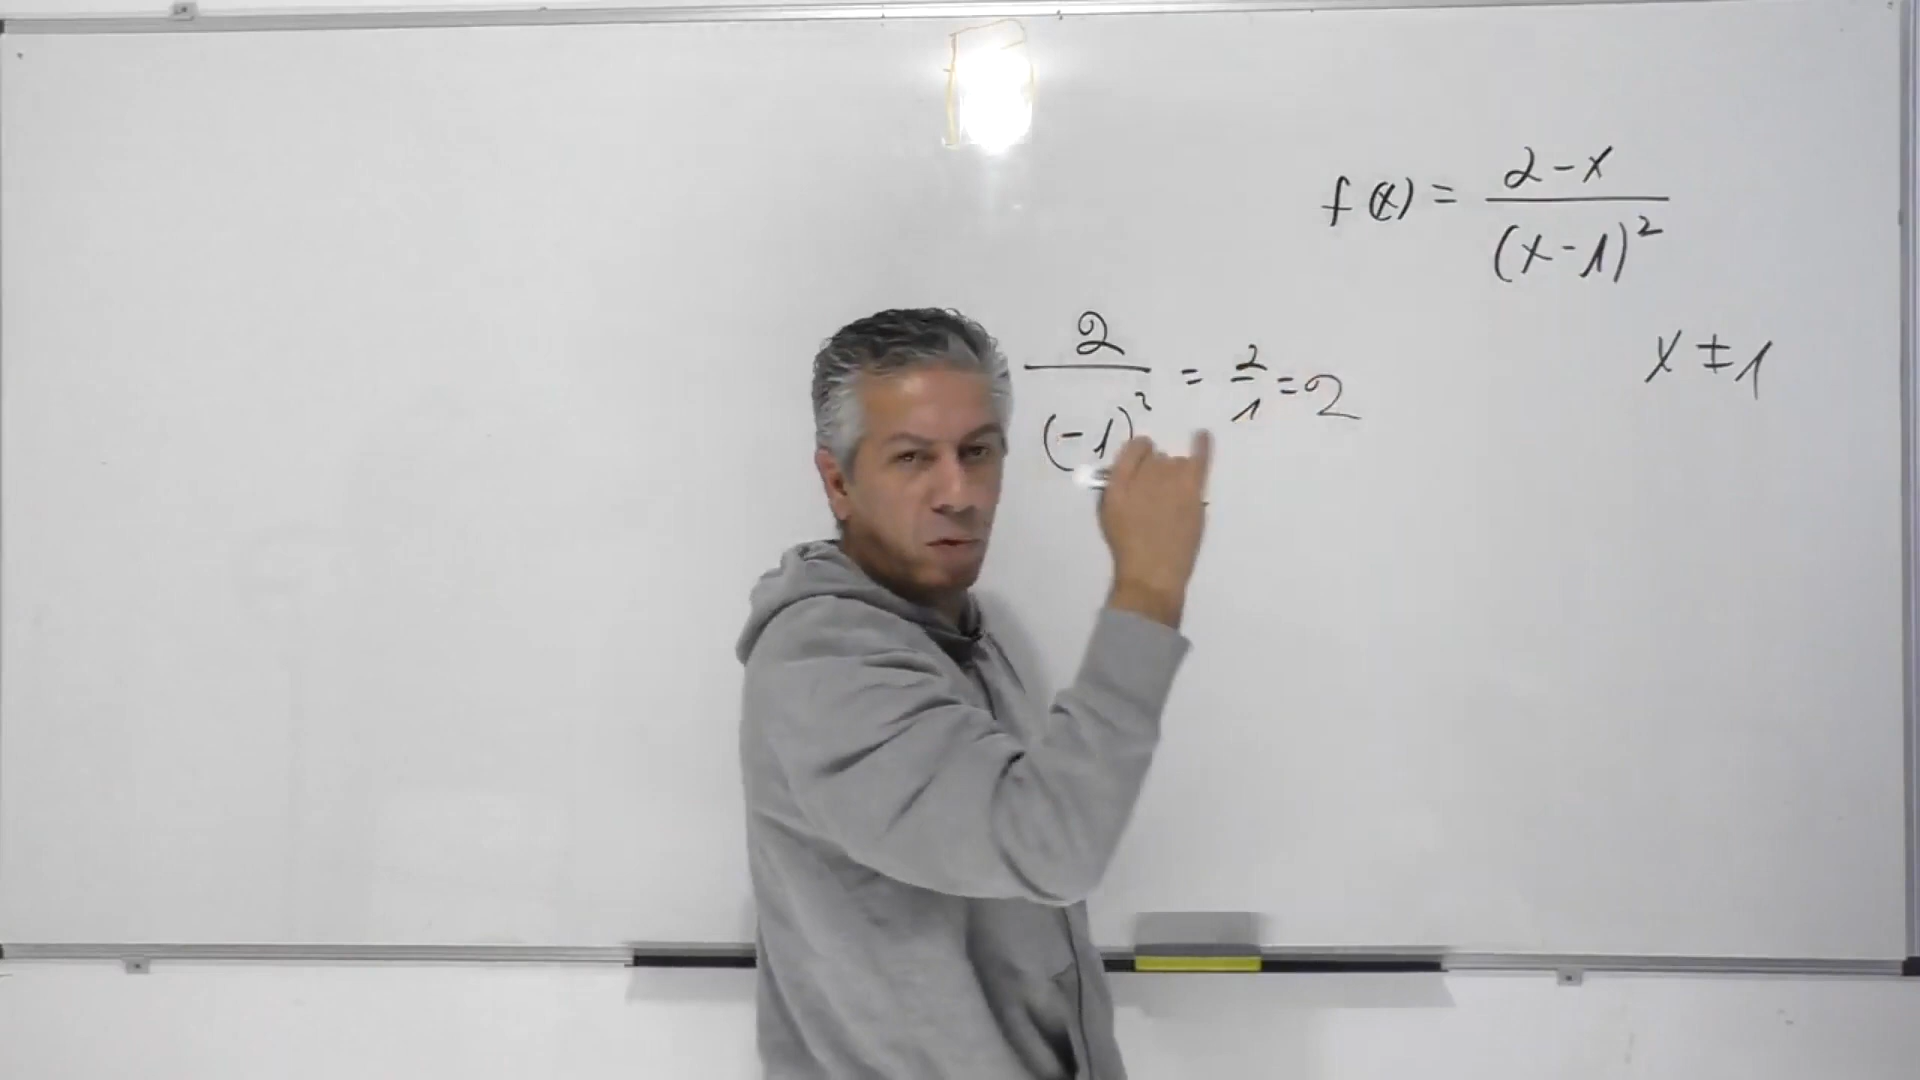 f(x) = 2-x / (x-1)²
2 / (-1)² = 2/1 = 2
x ≠ 1